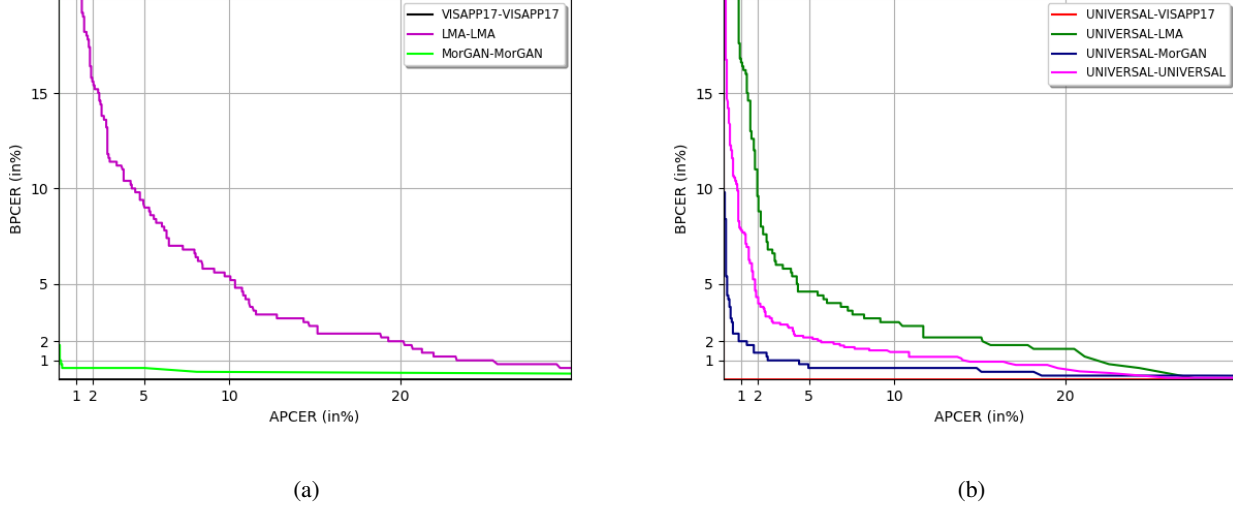 VISAPP17-VISAPP17
LMA-LMA
MorGAN-MorGAN
15
10
5
2
1
BPCER (in%)
1 2 5 10 20
APCER (in%)
(a)
UNIVERSAL-VISAPP17
UNIVERSAL-LMA
UNIVERSAL-MorGAN
UNIVERSAL-UNIVERSAL
15
10
5
2
1
BPCER (in%)
1 2 5 10 20
APCER (in%)
(b)